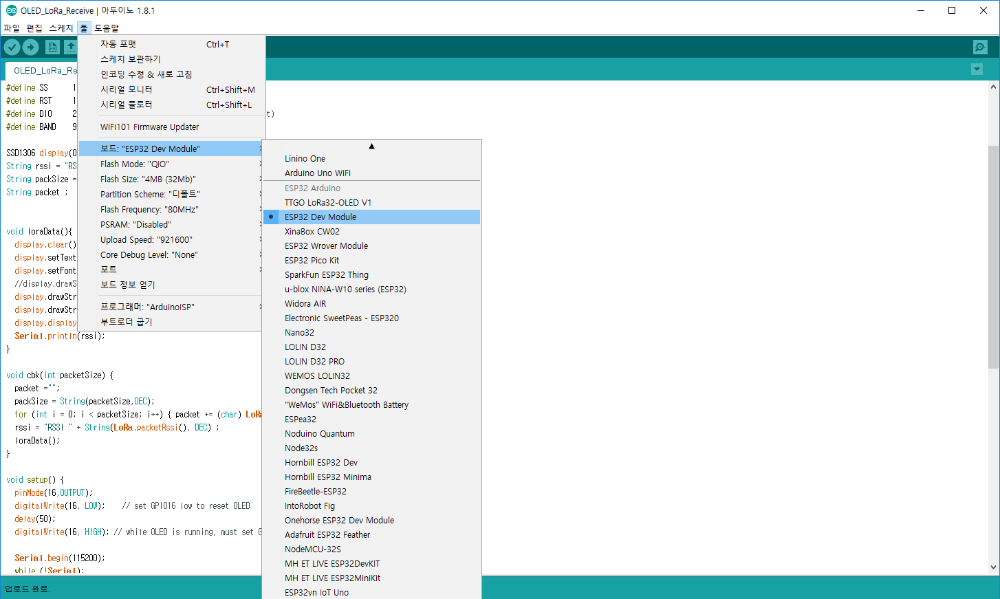 OLED_LoRa_Receive | 아두이노 1.8.1
파일 편집 스케치 툴 도움말
OLED_LoRa_Re
#define SS 1
#define RST 1
#define DIO 2 t)
#define BAND 9
SSD1306 display(0
String rssi = "RS
String packSize =
String packet ;
void loraData(){
display.clear()
display.setText
display.setFont
//display.drawS
display.drawStr
display.drawStr
display.display
Serial.println(rssi);
}
void cbk(int packetSize) {
packet ="";
packSize = String(packetSize,DEC);
for (int i = 0; i < packetSize; i++) { packet += (char) LoRa
rssi = "RSSI " + String(LoRa.packetRssi(), DEC) ;
loraData();
}
void setup() {
pinMode(16,OUTPUT);
digitalWrite(16, LOW); // set GPIO16 low to reset OLED
delay(50);
digitalWrite(16, HIGH); // while OLED is running, must set G
Serial.begin(115200);
while (!Serial);
업로드 완료.
자동 포맷 Ctrl+T
스케치 보관하기
인코딩 수정 & 새로 고침
시리얼 모니터 Ctrl+Shift+M
시리얼 플로터 Ctrl+Shift+L
WiFi101 Firmware Updater
보드: "ESP32 Dev Module"
Flash Mode: "QIO"
Flash Size: "4MB (32Mb)"
Partition Scheme: "디폴트"
Flash Frequency: "80MHz"
PSRAM: "Disabled"
Upload Speed: "921600"
Core Debug Level: "None"
포트
보드 정보 얻기
프로그래머: "ArduinoISP"
부트로더 굽기
Linino One
Arduino Uno WiFi
ESP32 Arduino
TTGO LoRa32-OLED V1
ESP32 Dev Module
XinaBox CW02
ESP32 Wrover Module
ESP32 Pico Kit
SparkFun ESP32 Thing
u-blox NINA-W10 series (ESP32)
Widora AIR
Electronic SweetPeas - ESP320
Nano32
LOLIN D32
LOLIN D32 PRO
WEMOS LOLIN32
Dongsen Tech Pocket 32
"WeMos" WiFi&Bluetooth Battery
ESPea32
Noduino Quantum
Node32s
Hornbill ESP32 Dev
Hornbill ESP32 Minima
FireBeetle-ESP32
IntoRobot Fig
Onehorse ESP32 Dev Module
Adafruit ESP32 Feather
NodeMCU-32S
MH ET LIVE ESP32DevKIT
MH ET LIVE ESP32MiniKit
ESP32vn IoT Uno